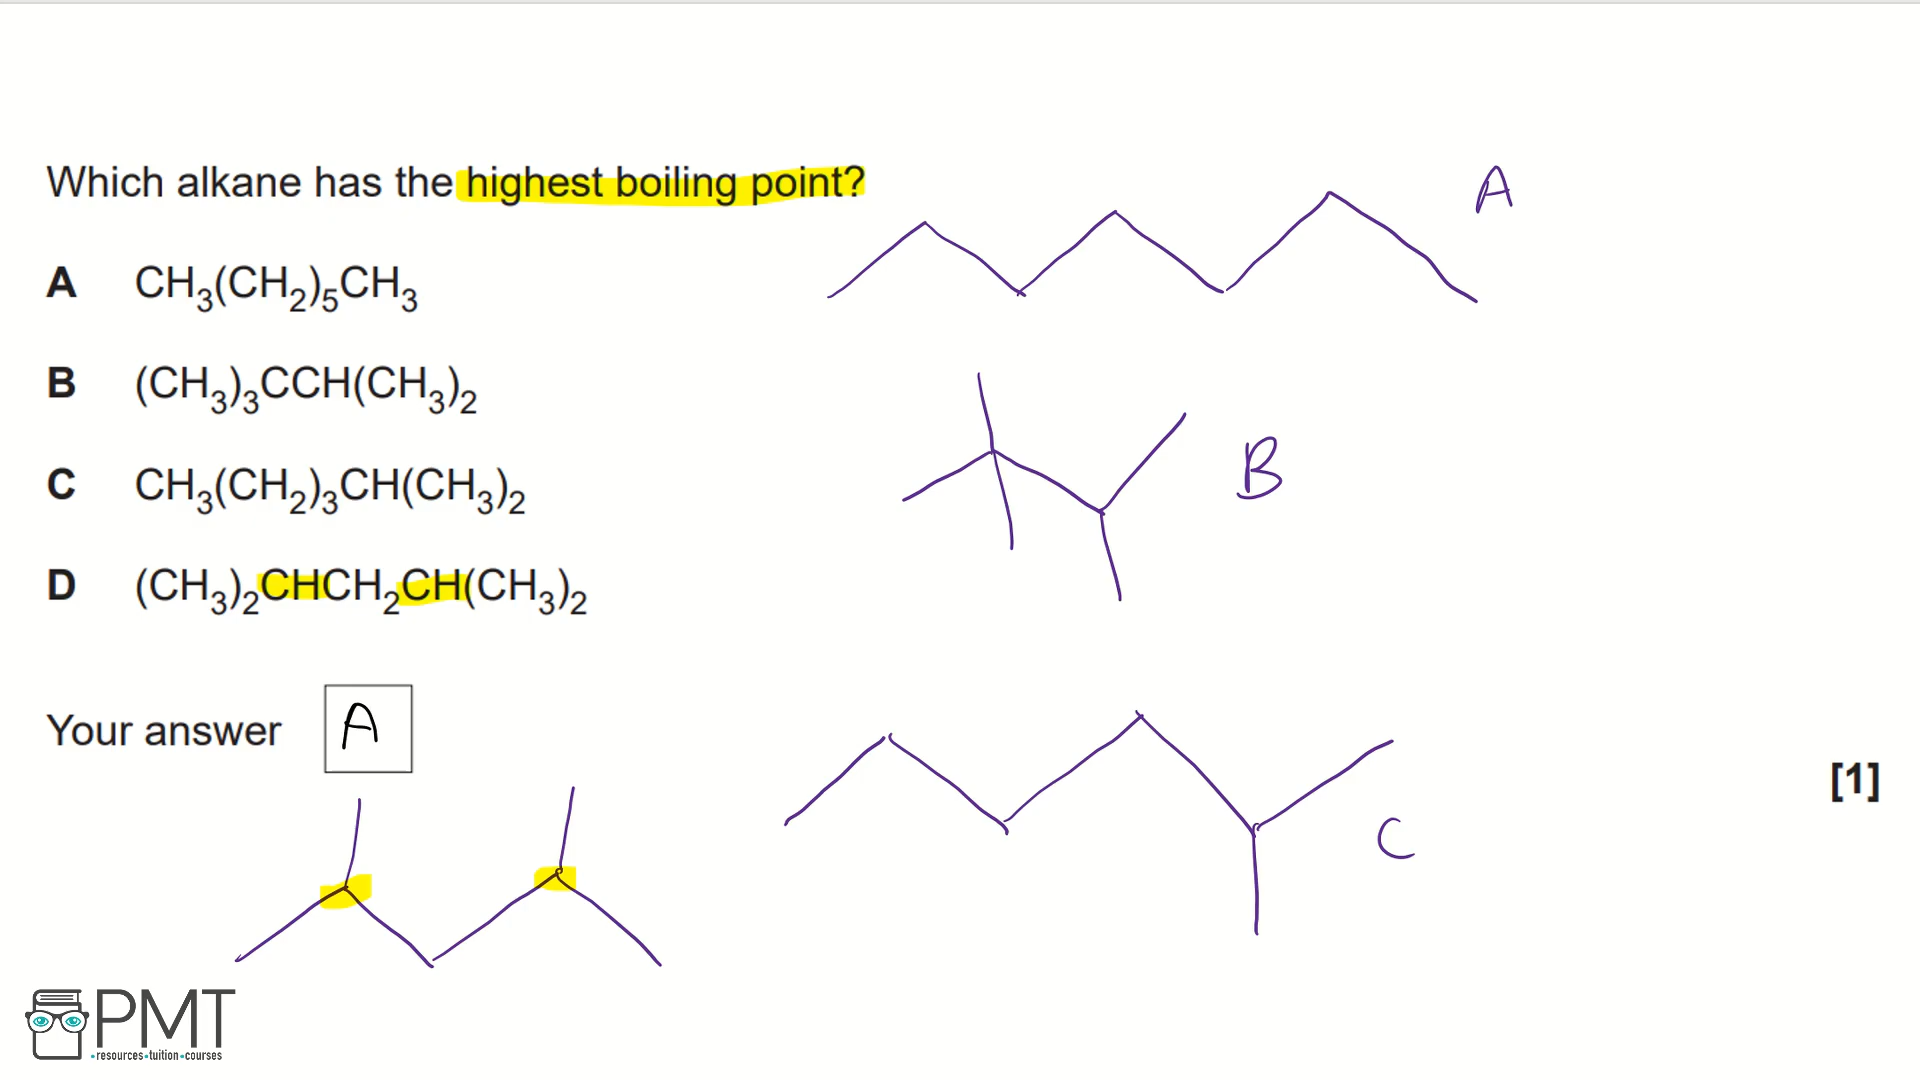 Which alkane has the highest boiling point?
A
A CH₃(CH₂)₅CH₃
B (CH₃)₃CCH(CH₃)₂
B
C CH₃(CH₂)₃CH(CH₃)₂
D (CH₃)₂CHCH₂CH(CH₃)₂
Your answer A
[1]
C
PMT
•resources•tuition•courses